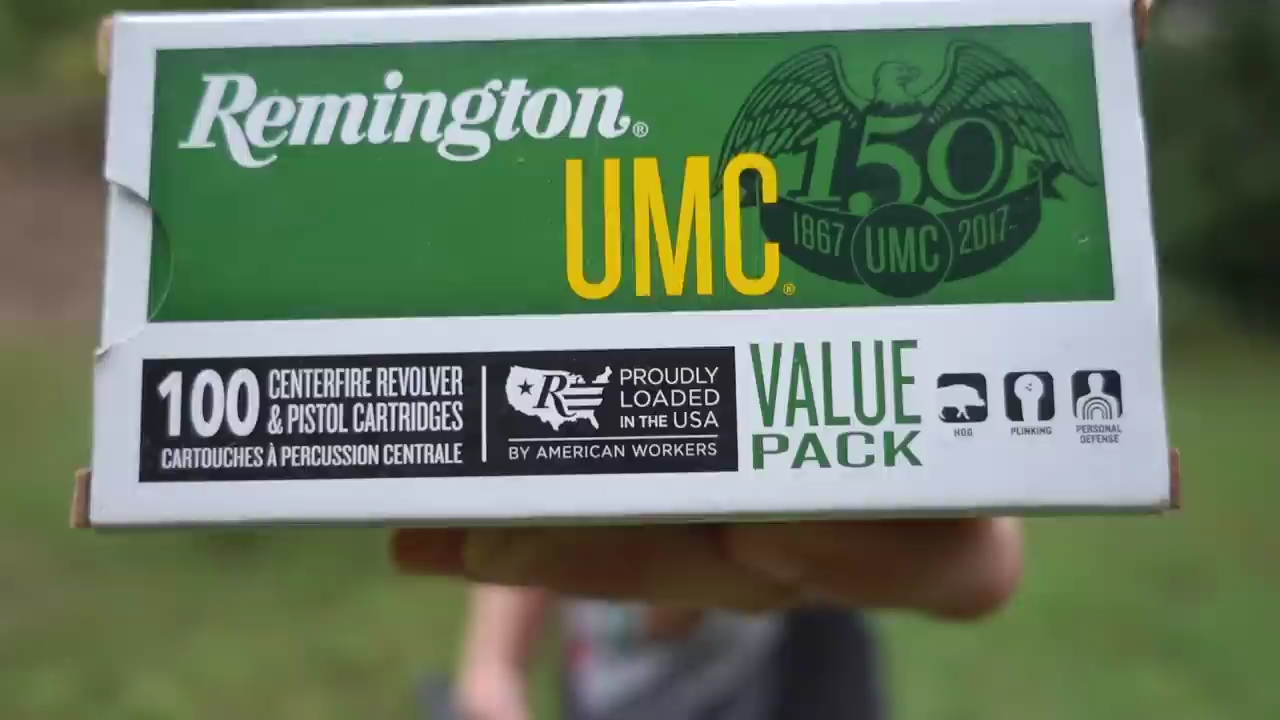 Remington®
UMC®
150
1867 UMC 2017
100 CENTERFIRE REVOLVER
& PISTOL CARTRIDGES
CARTOUCHES À PERCUSSION CENTRALE
R
PROUDLY
LOADED
IN THE USA
BY AMERICAN WORKERS
VALUE
PACK
HOG
PLINKING
PERSONAL
DEFENSE